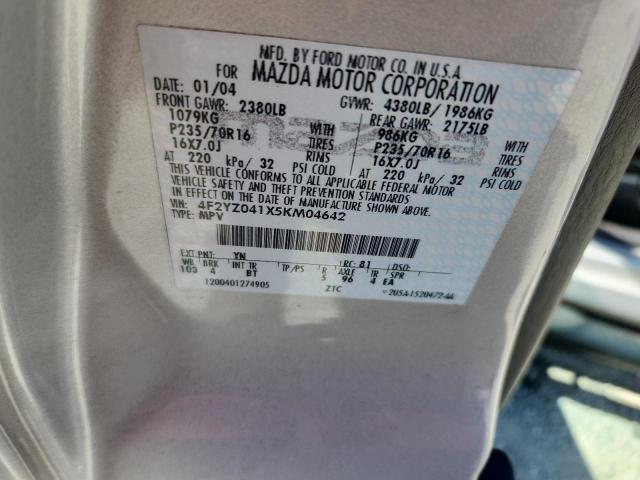 MFD. BY FORD MOTOR CO. IN U.S.A.
FOR MAZDA MOTOR CORPORATION
DATE: 01/04 GVWR: 4380LB/ 1986KG
FRONT GAWR: 2380LB REAR GAWR: 2175LB
1079KG WITH 986KG WITH
P235/70R16 TIRES P235/70R16 TIRES
16X7.0J RIMS 16X7.0J RIMS
AT 220 kPa/ 32 PSI COLD AT 220 kPa/ 32 PSI COLD
THIS VEHICLE CONFORMS TO ALL APPLICABLE FEDERAL MOTOR
VEHICLE SAFETY AND THEFT PREVENTION STANDARDS
IN EFFECT ON THE DATE OF MANUFACTURE SHOWN ABOVE.
VIN: 4F2YZ041X5KM04642
TYPE: MPV
EXT PNT: YN RC: 81 DSO:
WB BRK INT TR TP/PS R AXLE TR SPR
103 4 BT 5 96 4 EA
1200401274905 ZTC